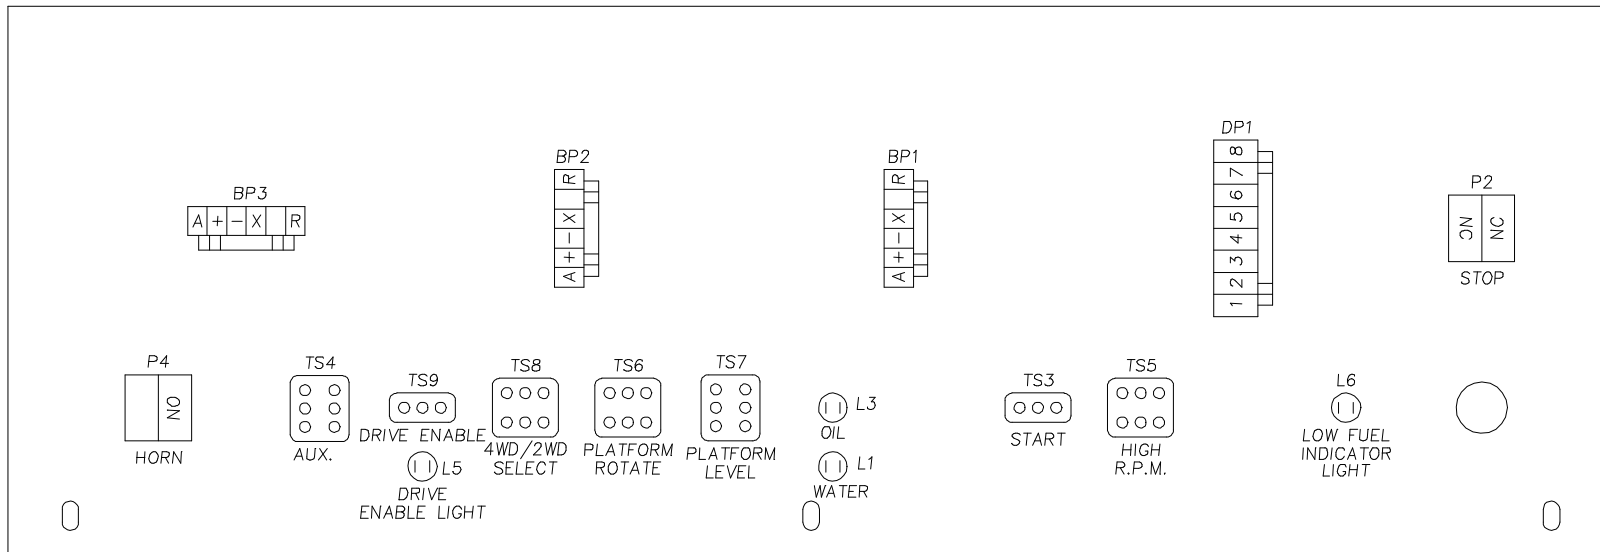 DP1
8
7
6
5
4
3
2
1
BP2
R
X
-
+
A
BP1
R
X
-
+
A
BP3
A + - X R
P2
NC NC
STOP
P4
NO
HORN
TS4
AUX.
TS9
DRIVE ENABLE
L5
DRIVE
ENABLE LIGHT
TS8
4WD/2WD
SELECT
TS6
PLATFORM
ROTATE
TS7
PLATFORM
LEVEL
L3
OIL
L1
WATER
TS3
START
TS5
HIGH
R.P.M.
L6
LOW FUEL
INDICATOR
LIGHT